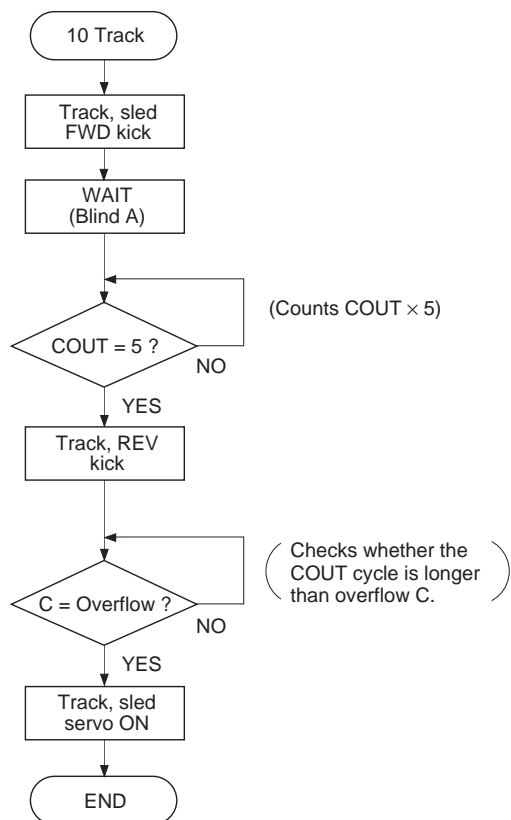 10 Track
Track, sled
FWD kick
WAIT
(Blind A)
(Counts COUT × 5)
COUT = 5 ?
NO
YES
Track, REV
kick
Checks whether the
COUT cycle is longer
than overflow C.
C = Overflow ?
NO
YES
Track, sled
servo ON
END